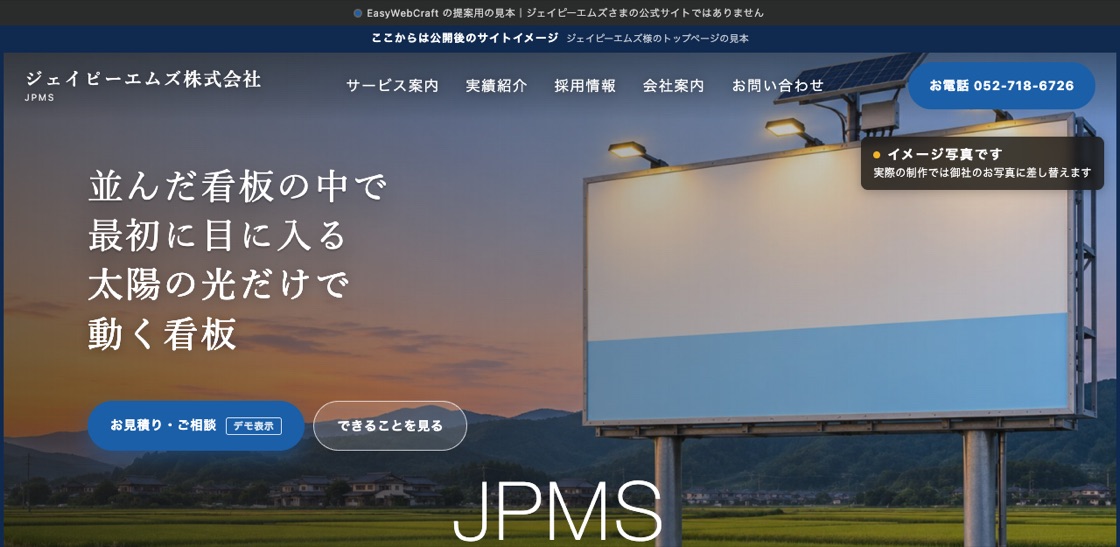 EasyWebCraft の提案用の見本｜ジェイピーエムズさまの公式サイトではありません
ここからは公開後のサイトイメージ ジェイピーエムズ様のトップページの見本
ジェイピーエムズ株式会社
JPMS
サービス案内 実績紹介 採用情報 会社案内 お問い合わせ
お電話 052-718-6726
イメージ写真です
実際の制作では御社のお写真に差し替えます
並んだ看板の中で
最初に目に入る
太陽の光だけで
動く看板
お見積り・ご相談 デモ表示
できることを見る
JPMS